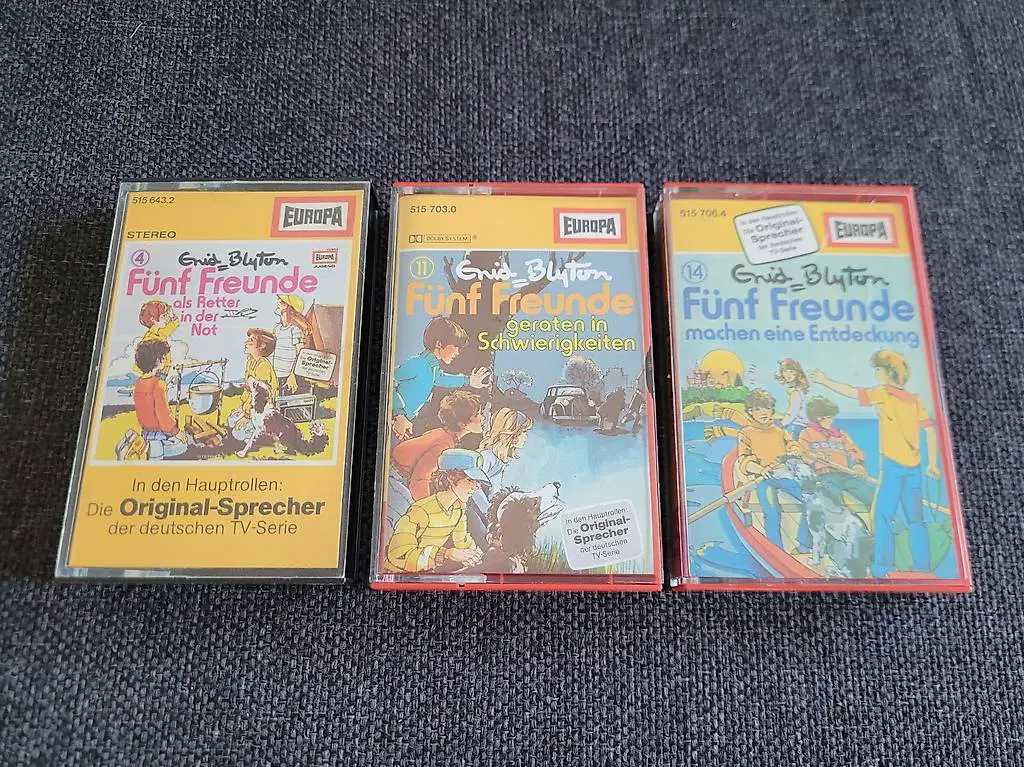 515 643.2
EUROPA
STEREO
4
EUROPA
JUGEND
Enid Blyton
Fünf Freunde
als Retter
in der
Not
Original-
Sprecher
In den Hauptrollen:
Die Original-Sprecher
der deutschen TV-Serie
515 703.0
EUROPA
DOLBY SYSTEM ®
11
Enid Blyton
Fünf Freunde
geraten in
Schwierigkeiten
In den Hauptrollen:
Die Original-
Sprecher
der deutschen
TV-Serie
515 706.4
In den Hauptrollen:
Die Original-
Sprecher
der deutschen
TV-Serie
EUROPA
14
Enid Blyton
Fünf Freunde
machen eine Entdeckung